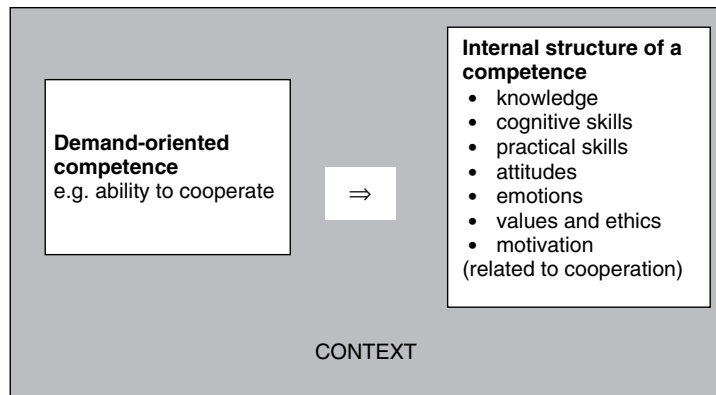 Demand-oriented
competence
e.g. ability to cooperate
⇒
Internal structure of a
competence
• knowledge
• cognitive skills
• practical skills
• attitudes
• emotions
• values and ethics
• motivation
(related to cooperation)
CONTEXT